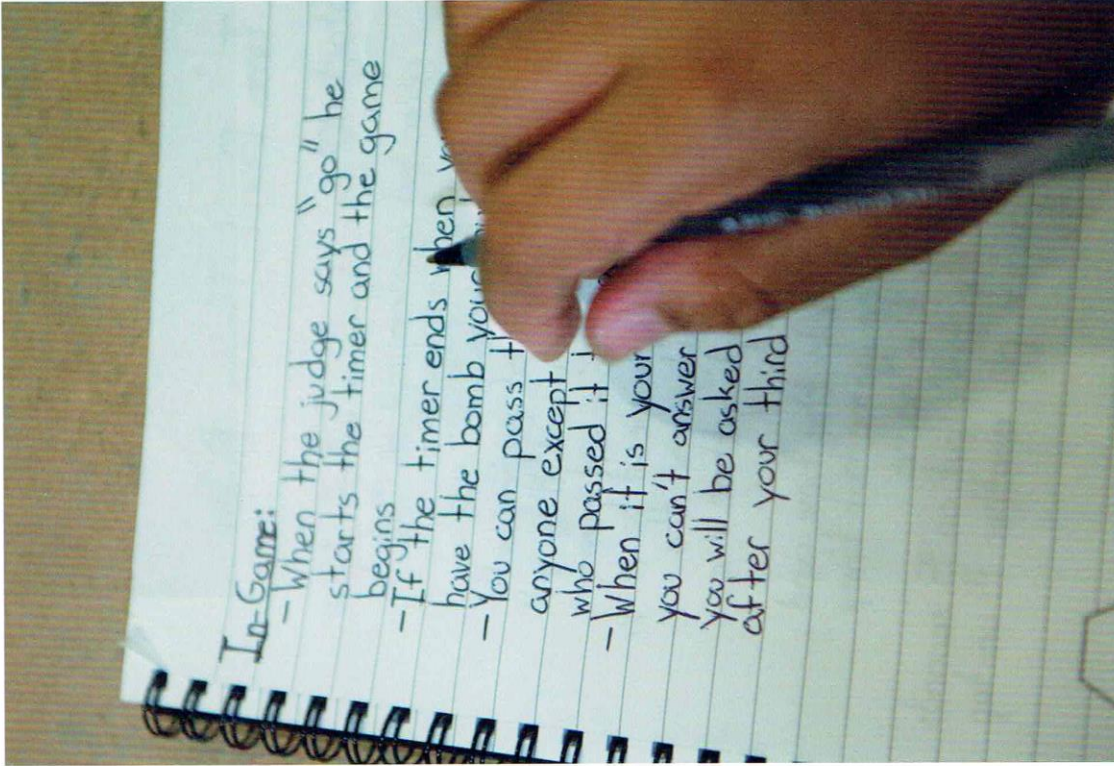 In-Game:
- When the judge says "go" he
starts the timer and the game
begins
- If the timer ends when
have the bomb
- You can pass
anyone except
who passed it
- When it is your
you can't answer
you will be asked
after your third